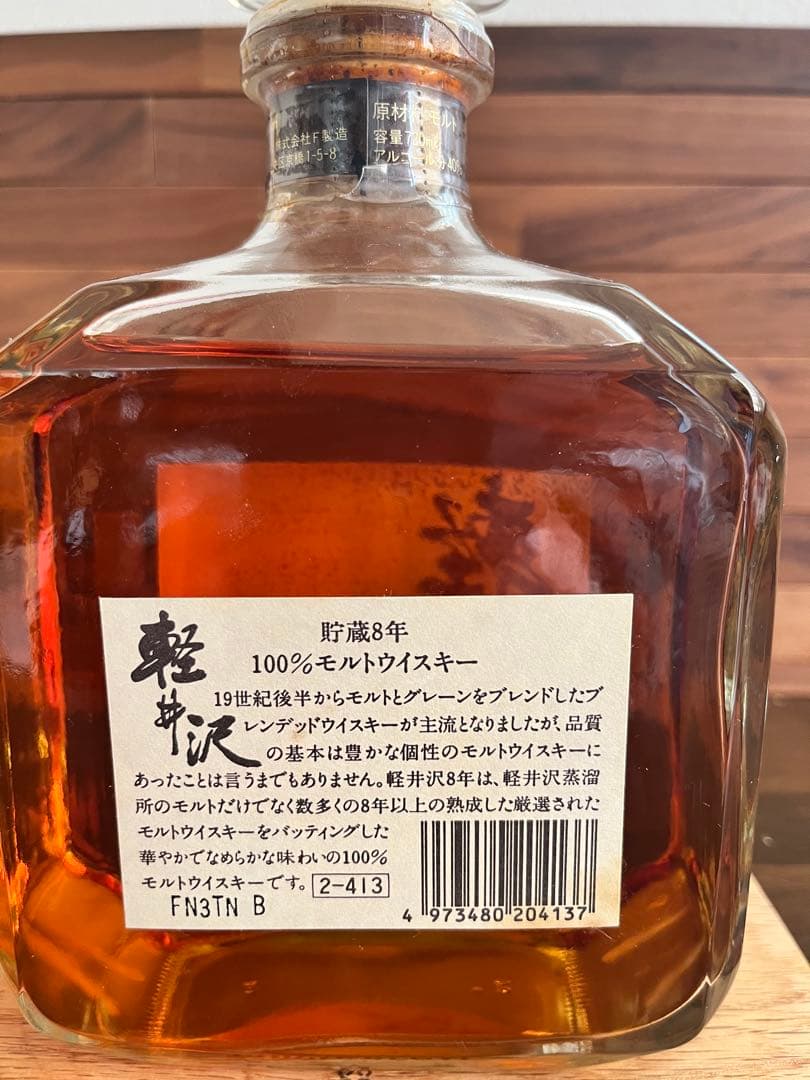 原材 モルト
株式会社F製造
容量7
区京橋1-5-8
アルコール分40%
軽井沢
貯蔵8年
100%モルトウイスキー
19世紀後半からモルトとグレーンをブレンドしたブ
レンデッドウイスキーが主流となりましたが、品質
の基本は豊かな個性のモルトウイスキーに
あったことは言うまでもありません。軽井沢8年は、軽井沢蒸溜
所のモルトだけでなく数多くの8年以上の熟成した厳選された
モルトウイスキーをバッティングした
華やかでなめらかな味わいの100%
モルトウイスキーです。 2-413
FN3TN B
4 973480 204137